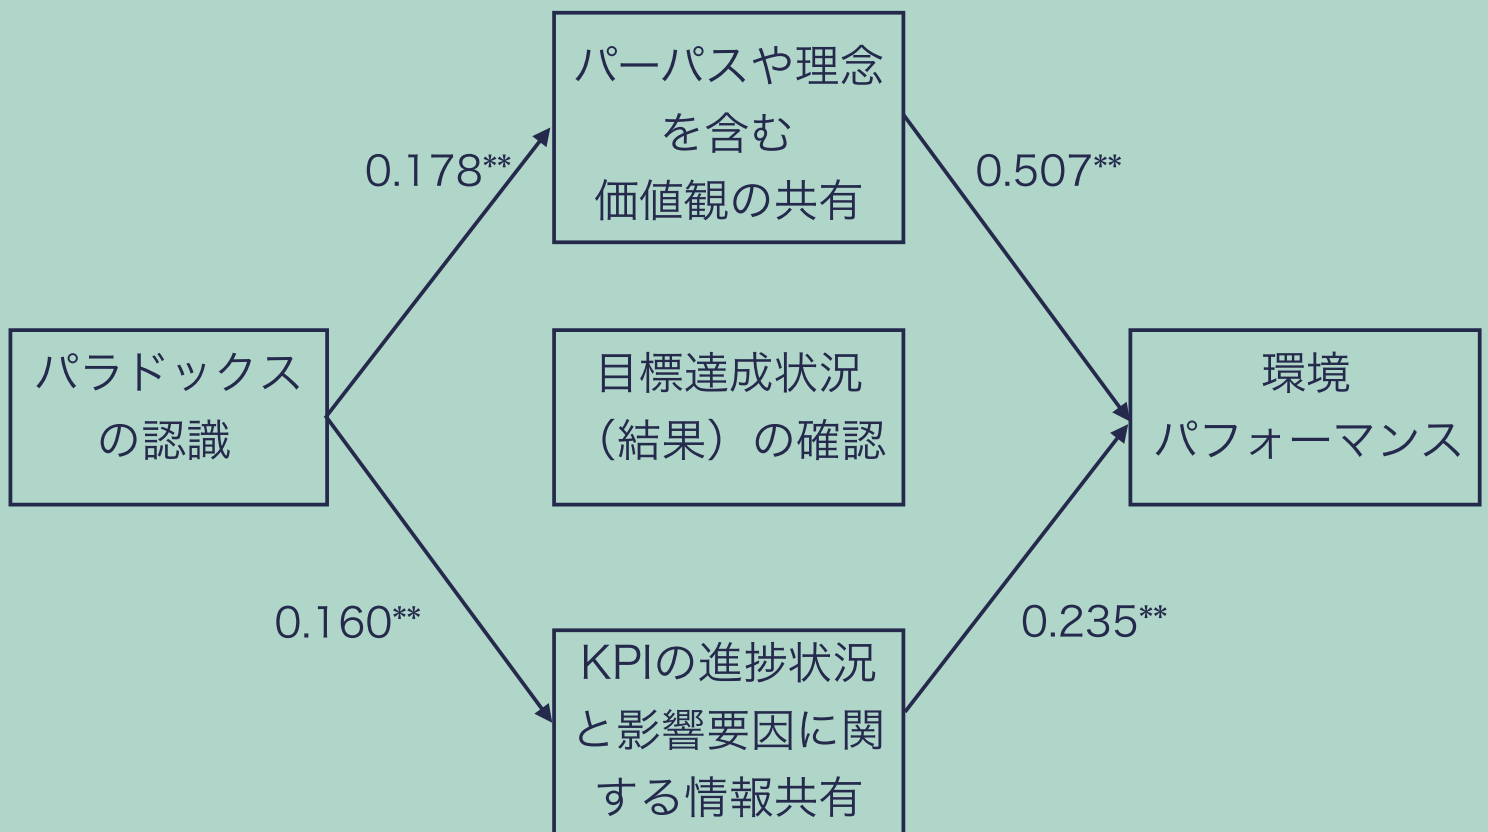 パーパスや理念
を含む
価値観の共有
0.178**
0.507**
パラドックス
の認識
目標達成状況
（結果）の確認
環境
パフォーマンス
0.160**
0.235**
KPIの進捗状況
と影響要因に関
する情報共有